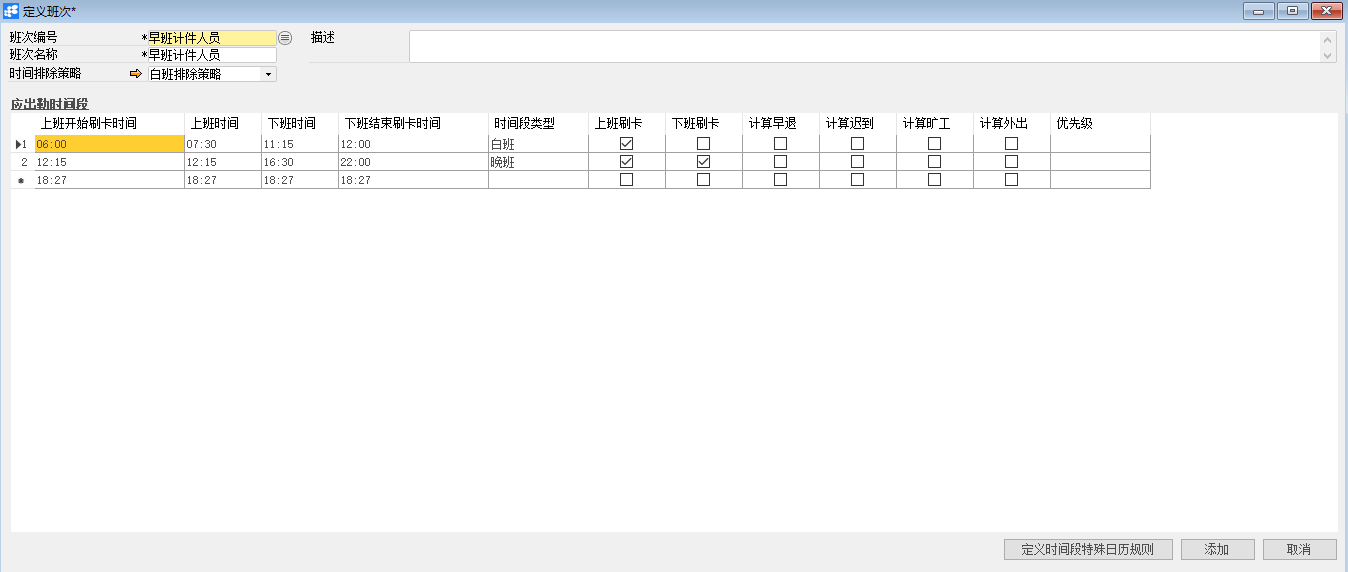 定义班次*
班次编号 *早班计件人员 描述
班次名称 *早班计件人员
时间排除策略 白班排除策略
应出勤时间段
上班开始刷卡时间 上班时间 下班时间 下班结束刷卡时间 时间段类型 上班刷卡 下班刷卡 计算早退 计算迟到 计算旷工 计算外出 优先级
1 06:00 07:30 11:15 12:00 白班
2 12:15 12:15 16:30 22:00 晚班
18:27 18:27 18:27 18:27
定义时间段特殊日历规则 添加 取消